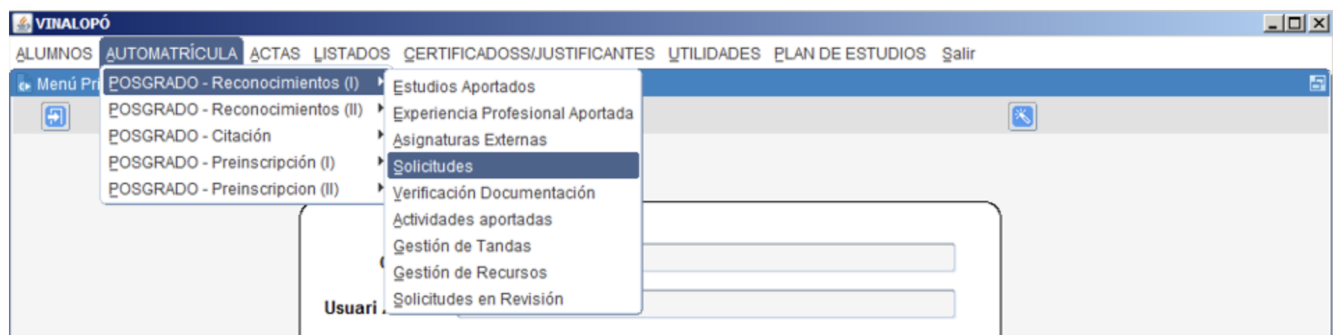 VINALOPÓ
ALUMNOS AUTOMATRÍCULA ACTAS LISTADOS CERTIFICADOSS/JUSTIFICANTES UTILIDADES PLAN DE ESTUDIOS Salir
Menú Pri
POSGRADO - Reconocimientos (I)
POSGRADO - Reconocimientos (II)
POSGRADO - Citación
POSGRADO - Preinscripción (I)
POSGRADO - Preinscripcion (II)
Estudios Aportados
Experiencia Profesional Aportada
Asignaturas Externas
Solicitudes
Verificación Documentación
Actividades aportadas
Gestión de Tandas
Gestión de Recursos
Solicitudes en Revisión
Usuari